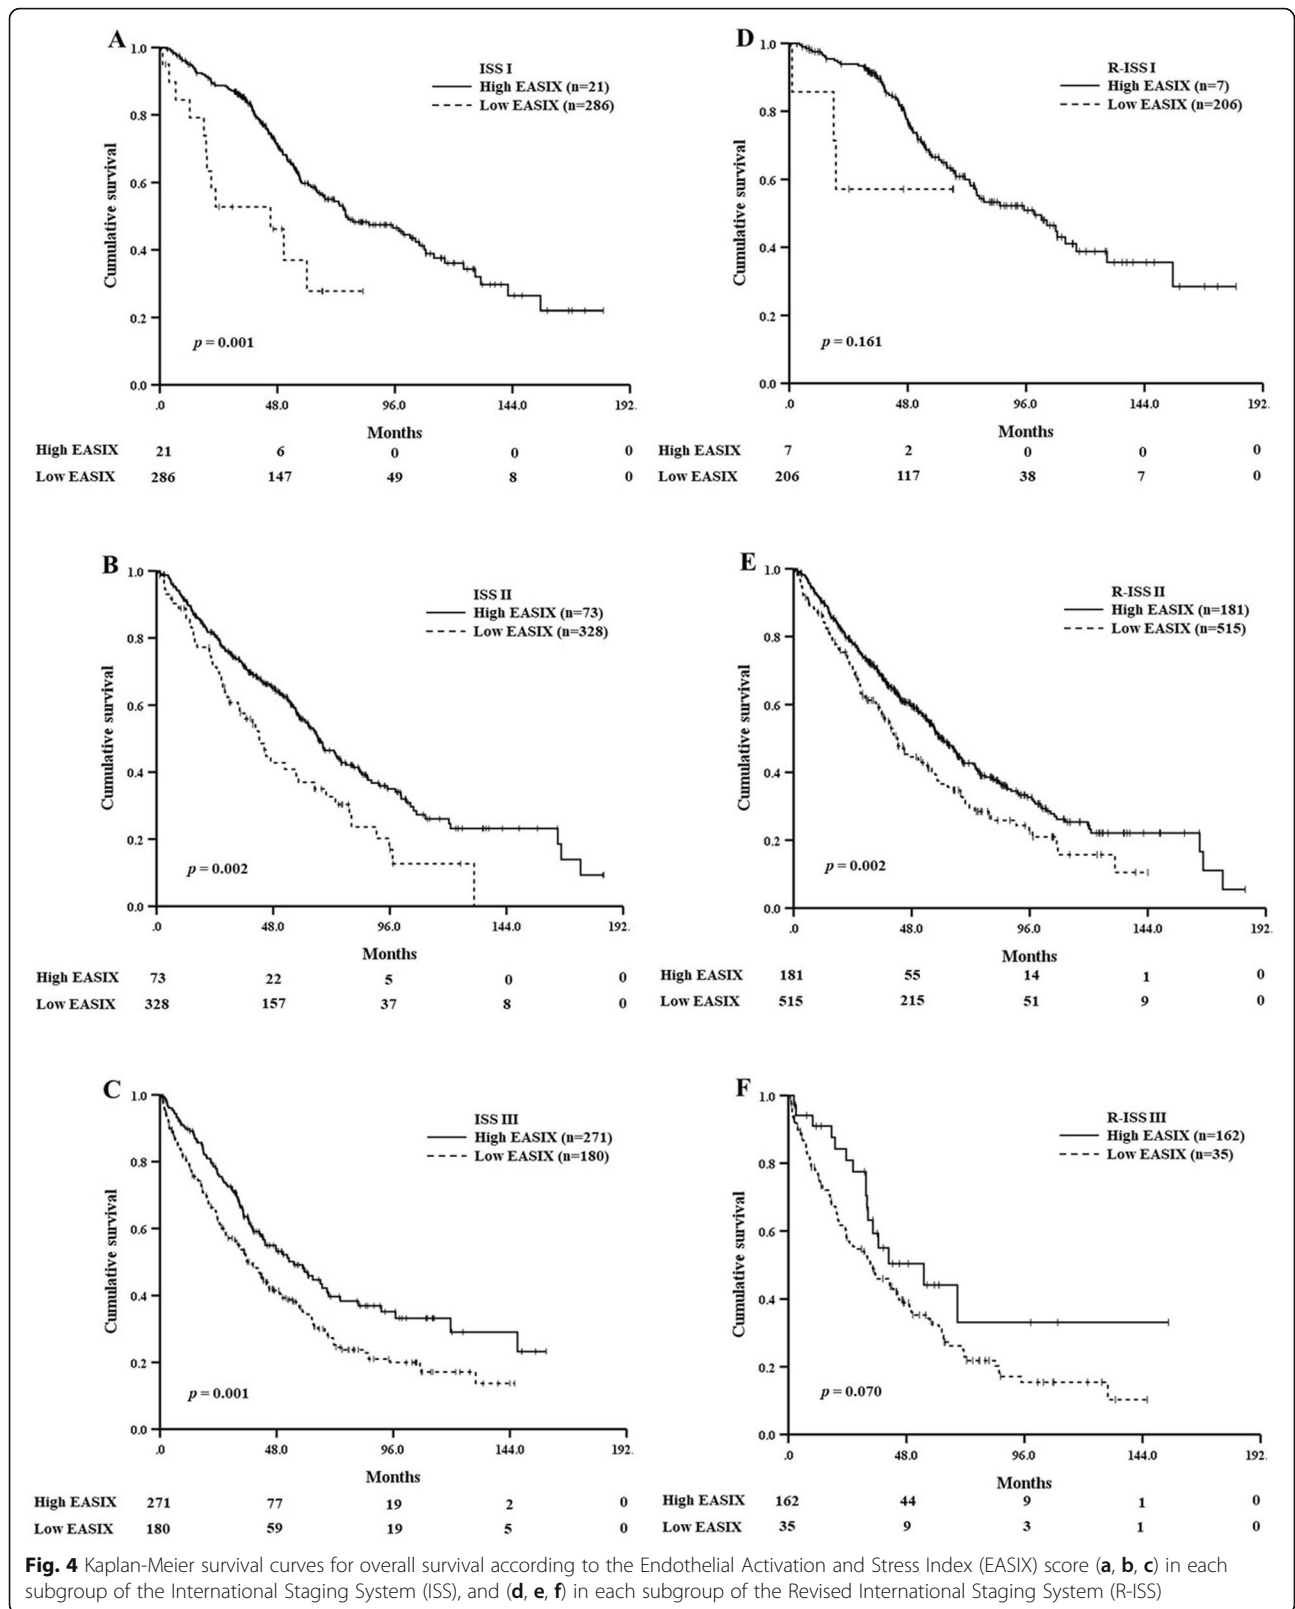 A
ISS I
High EASIX (n=21)
Low EASIX (n=286)
Cumulative survival
1.0
0.8
0.6
0.4
0.2
0.0
p = 0.001
.0 48.0 96.0 144.0 192.
Months
High EASIX 21 6 0 0 0
Low EASIX 286 147 49 8 0
D
R-ISS I
High EASIX (n=7)
Low EASIX (n=206)
Cumulative survival
1.0
0.8
0.6
0.4
0.2
0.0
p = 0.161
.0 48.0 96.0 144.0 192.
Months
High EASIX 7 2 0 0 0
Low EASIX 206 117 38 7 0
B
ISS II
High EASIX (n=73)
Low EASIX (n=328)
Cumulative survival
1.0
0.8
0.6
0.4
0.2
0.0
p = 0.002
.0 48.0 96.0 144.0 192.
Months
High EASIX 73 22 5 0 0
Low EASIX 328 157 37 8 0
E
R-ISS II
High EASIX (n=181)
Low EASIX (n=515)
Cumulative survival
1.0
0.8
0.6
0.4
0.2
0.0
p = 0.002
.0 48.0 96.0 144.0 192.
Months
High EASIX 181 55 14 1 0
Low EASIX 515 215 51 9 0
C
ISS III
High EASIX (n=271)
Low EASIX (n=180)
Cumulative survival
1.0
0.8
0.6
0.4
0.2
0.0
p = 0.001
.0 48.0 96.0 144.0 192.
Months
High EASIX 271 77 19 2 0
Low EASIX 180 59 19 5 0
F
R-ISS III
High EASIX (n=162)
Low EASIX (n=35)
Cumulative survival
1.0
0.8
0.6
0.4
0.2
0.0
p = 0.070
.0 48.0 96.0 144.0 192.
Months
High EASIX 162 44 9 1 0
Low EASIX 35 9 3 1 0
Fig. 4 Kaplan-Meier survival curves for overall survival according to the Endothelial Activation and Stress Index (EASIX) score (a, b, c) in each
subgroup of the International Staging System (ISS), and (d, e, f) in each subgroup of the Revised International Staging System (R-ISS)